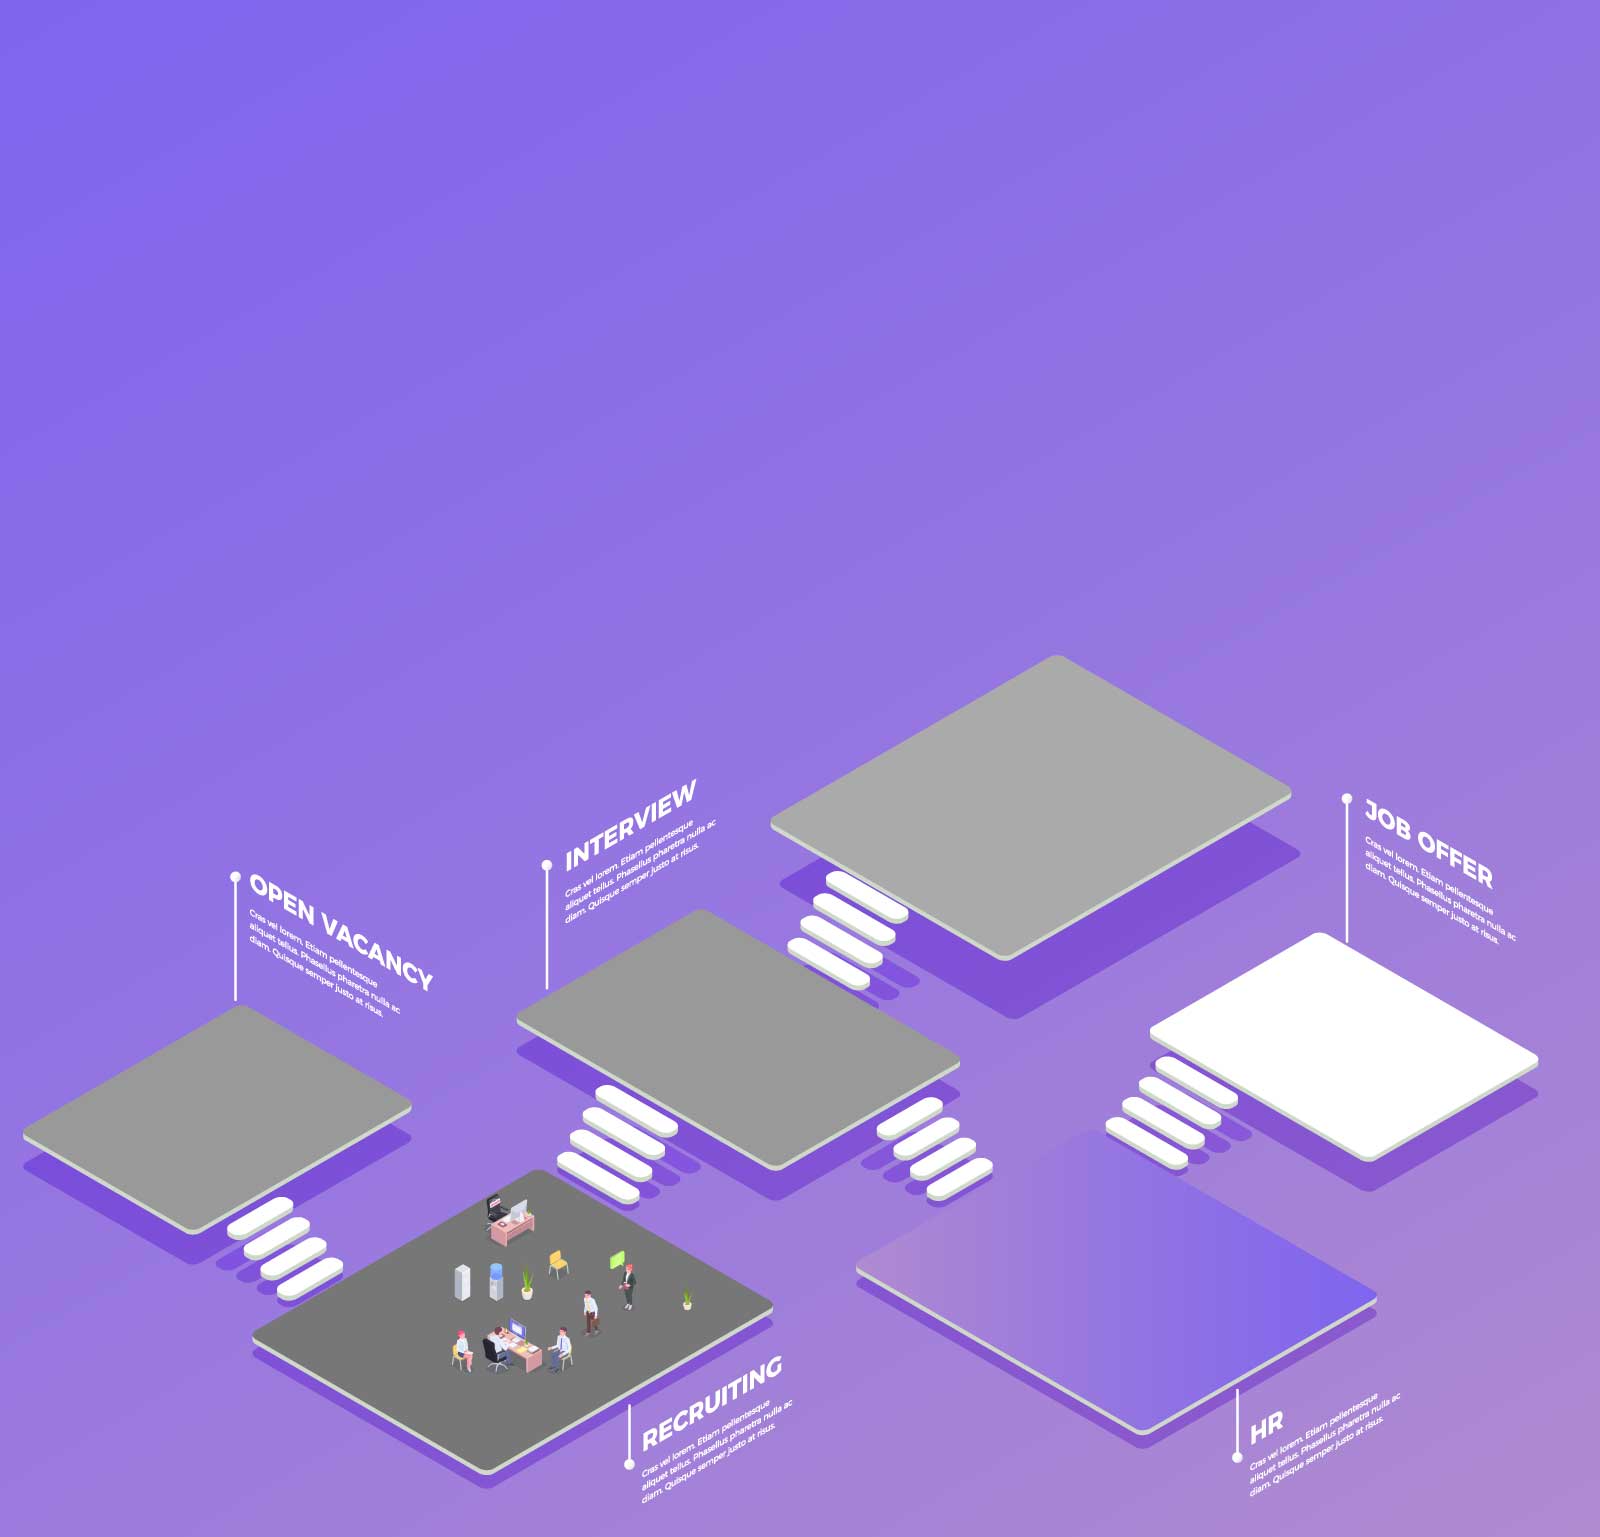 INTERVIEW
Cras vel lorem. Etiam pellentesque
aliquet tellus. Phasellus pharetra nulla ac
diam. Quisque semper justo at risus.
JOB OFFER
Cras vel lorem. Etiam pellentesque
aliquet tellus. Phasellus pharetra nulla ac
diam. Quisque semper justo at risus.
OPEN VACANCY
Cras vel lorem. Etiam pellentesque
aliquet tellus. Phasellus pharetra nulla ac
diam. Quisque semper justo at risus.
RECRUITING
Cras vel lorem. Etiam pellentesque
aliquet tellus. Phasellus pharetra nulla ac
diam. Quisque semper justo at risus.
HR
Cras vel lorem. Etiam pellentesque
aliquet tellus. Phasellus pharetra nulla ac
diam. Quisque semper justo at risus.